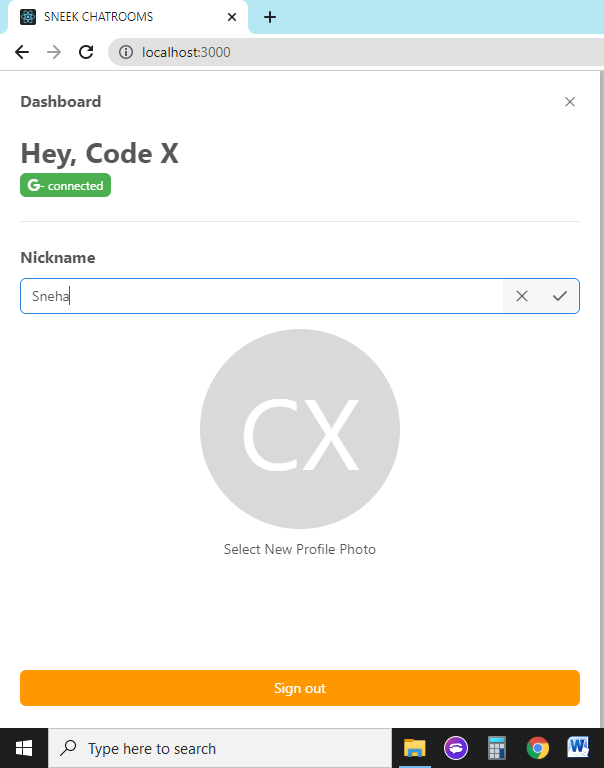 SNEEK CHATROOMS
localhost:3000
Dashboard
Hey, Code X
G- connected
Nickname
Sneha
CX
Select New Profile Photo
Sign out
Type here to search
W